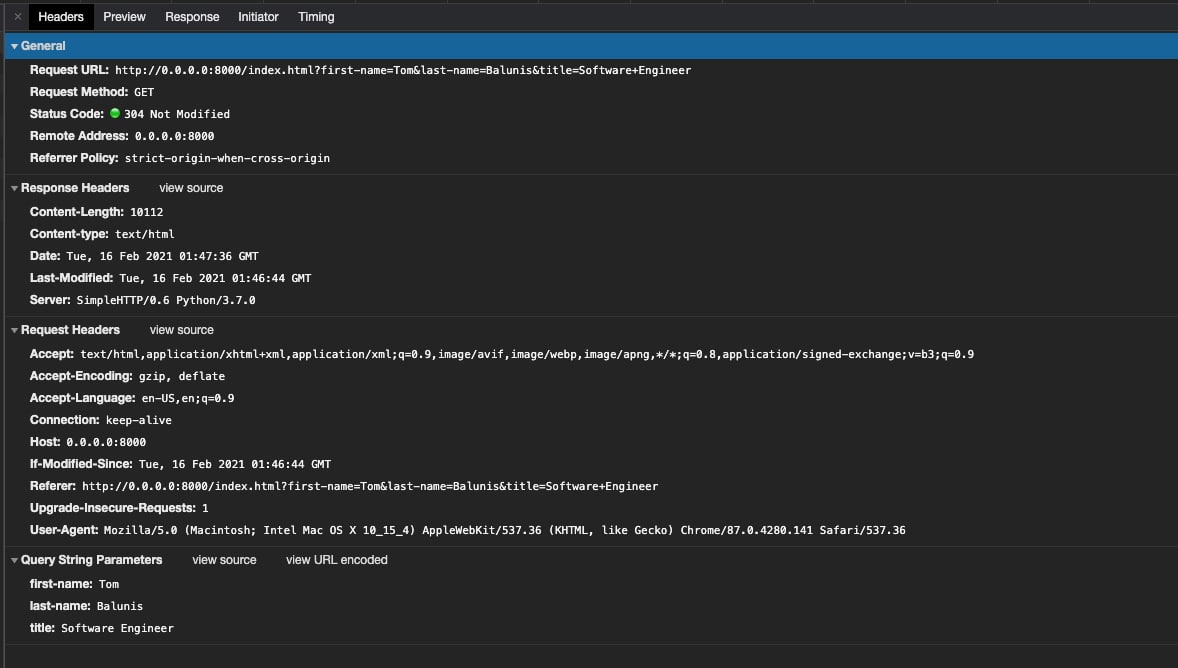 × Headers Preview Response Initiator Timing
▼ General
Request URL: http://0.0.0.0:8000/index.html?first-name=Tom&last-name=Balunis&title=Software+Engineer
Request Method: GET
Status Code: 304 Not Modified
Remote Address: 0.0.0.0:8000
Referrer Policy: strict-origin-when-cross-origin
▼ Response Headers view source
Content-Length: 10112
Content-type: text/html
Date: Tue, 16 Feb 2021 01:47:36 GMT
Last-Modified: Tue, 16 Feb 2021 01:46:44 GMT
Server: SimpleHTTP/0.6 Python/3.7.0
▼ Request Headers view source
Accept: text/html,application/xhtml+xml,application/xml;q=0.9,image/avif,image/webp,image/apng,*/*;q=0.8,application/signed-exchange;v=b3;q=0.9
Accept-Encoding: gzip, deflate
Accept-Language: en-US,en;q=0.9
Connection: keep-alive
Host: 0.0.0.0:8000
If-Modified-Since: Tue, 16 Feb 2021 01:46:44 GMT
Referer: http://0.0.0.0:8000/index.html?first-name=Tom&last-name=Balunis&title=Software+Engineer
Upgrade-Insecure-Requests: 1
User-Agent: Mozilla/5.0 (Macintosh; Intel Mac OS X 10_15_4) AppleWebKit/537.36 (KHTML, like Gecko) Chrome/87.0.4280.141 Safari/537.36
▼ Query String Parameters view source view URL encoded
first-name: Tom
last-name: Balunis
title: Software Engineer